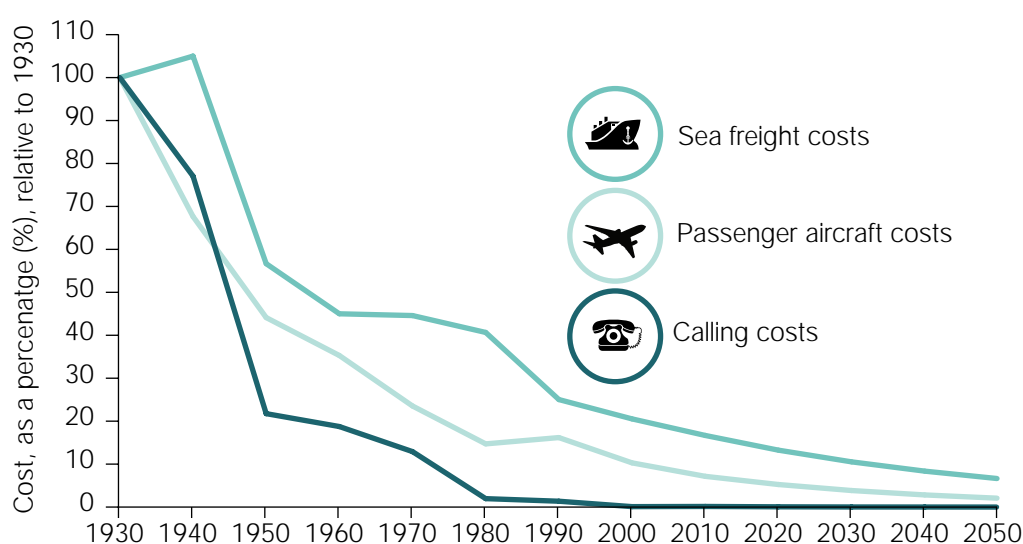 Cost, as a percenatge (%), relative to 1930
110
100
90
80
70
60
50
40
30
20
10
0
Sea freight costs
Passenger aircraft costs
Calling costs
1930 1940 1950 1960 1970 1980 1990 2000 2010 2020 2030 2040 2050